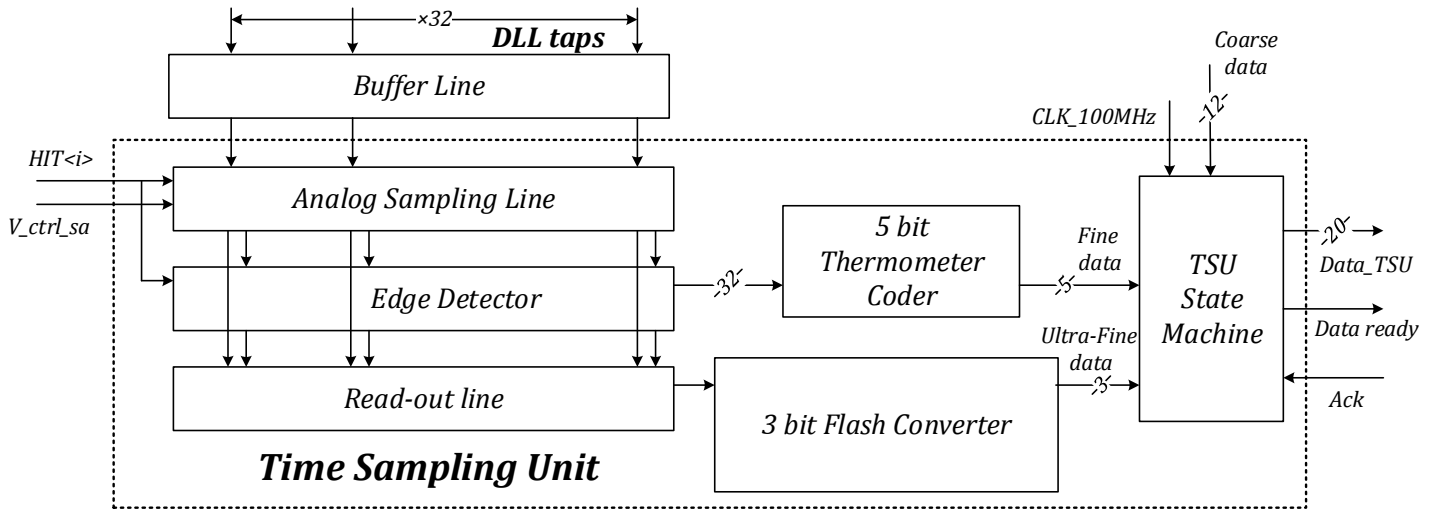 ×32
DLL taps
Buffer Line
Coarse
data
-12-
CLK_100MHz
HIT<i>
V_ctrl_sa
Analog Sampling Line
Edge Detector
-32-
5 bit
Thermometer
Coder
Fine
data
-5-
TSU
State
Machine
-20-
Data_TSU
Data ready
Ack
Ultra-Fine
data
-3-
Read-out line
3 bit Flash Converter
Time Sampling Unit